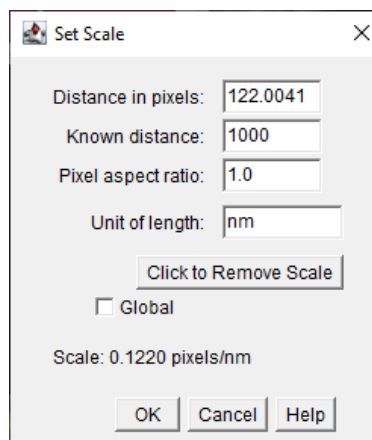 Set Scale
Distance in pixels: 122.0041
Known distance: 1000
Pixel aspect ratio: 1.0
Unit of length: nm
Click to Remove Scale
Global
Scale: 0.1220 pixels/nm
OK Cancel Help